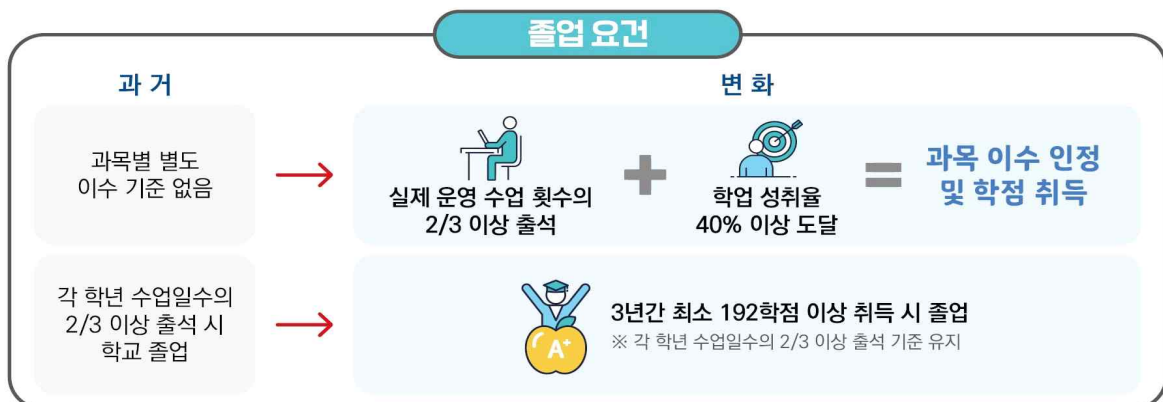 졸업 요건
과 거
변 화
과목별 별도
이수 기준 없음
실제 운영 수업 횟수의
2/3 이상 출석
+
학업 성취율
40% 이상 도달
=
과목 이수 인정
및 학점 취득
각 학년 수업일수의
2/3 이상 출석 시
학교 졸업
A+
3년간 최소 192학점 이상 취득 시 졸업
※ 각 학년 수업일수의 2/3 이상 출석 기준 유지